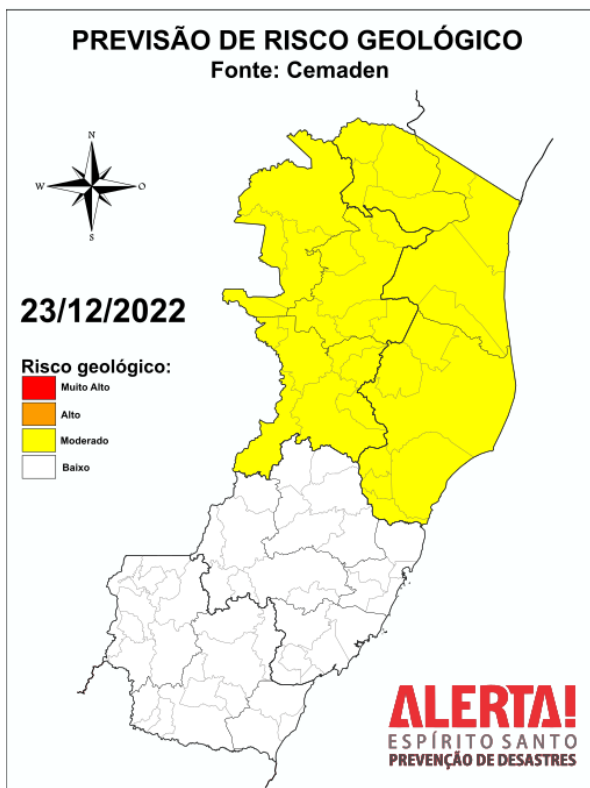 PREVISÃO DE RISCO GEOLÓGICO
Fonte: Cemaden
N
W
O
S
23/12/2022
Risco geológico:
Muito Alto
Alto
Moderado
Baixo
ALERTA!
ESPÍRITO SANTO
PREVENÇÃO DE DESASTRES